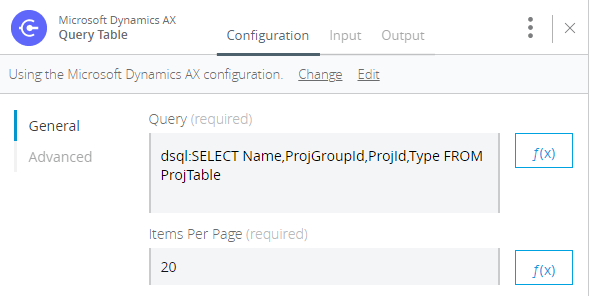 Microsoft Dynamics AX
Query Table
Configuration Input Output
Using the Microsoft Dynamics AX configuration. Change Edit
General
Advanced
Query (required)
dsql:SELECT Name,ProjGroupId,ProjId,Type FROM
ProjTable
ƒ(x)
Items Per Page (required)
20
ƒ(x)